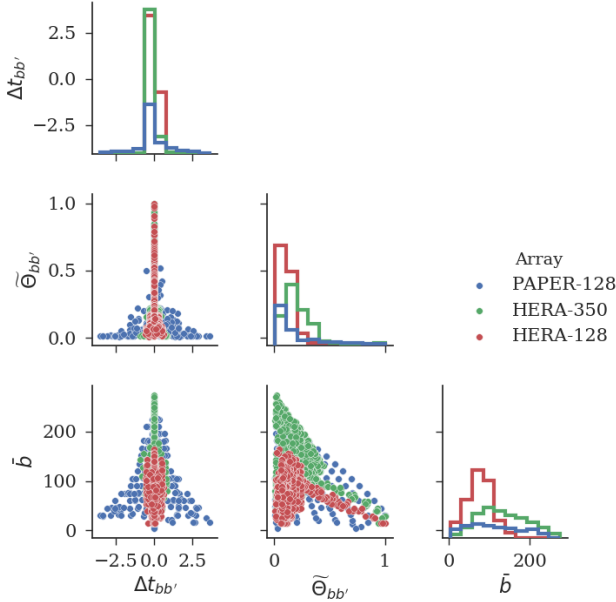 2.5
0.0
−2.5
Δt_{bb′}
1.0
0.5
0.0
Θ̃_{bb′}
Array
PAPER-128
HERA-350
HERA-128
200
100
0
b̄
−2.5 0.0 2.5
0 1
0 200
Δt_{bb′}
Θ̃_{bb′}
b̄